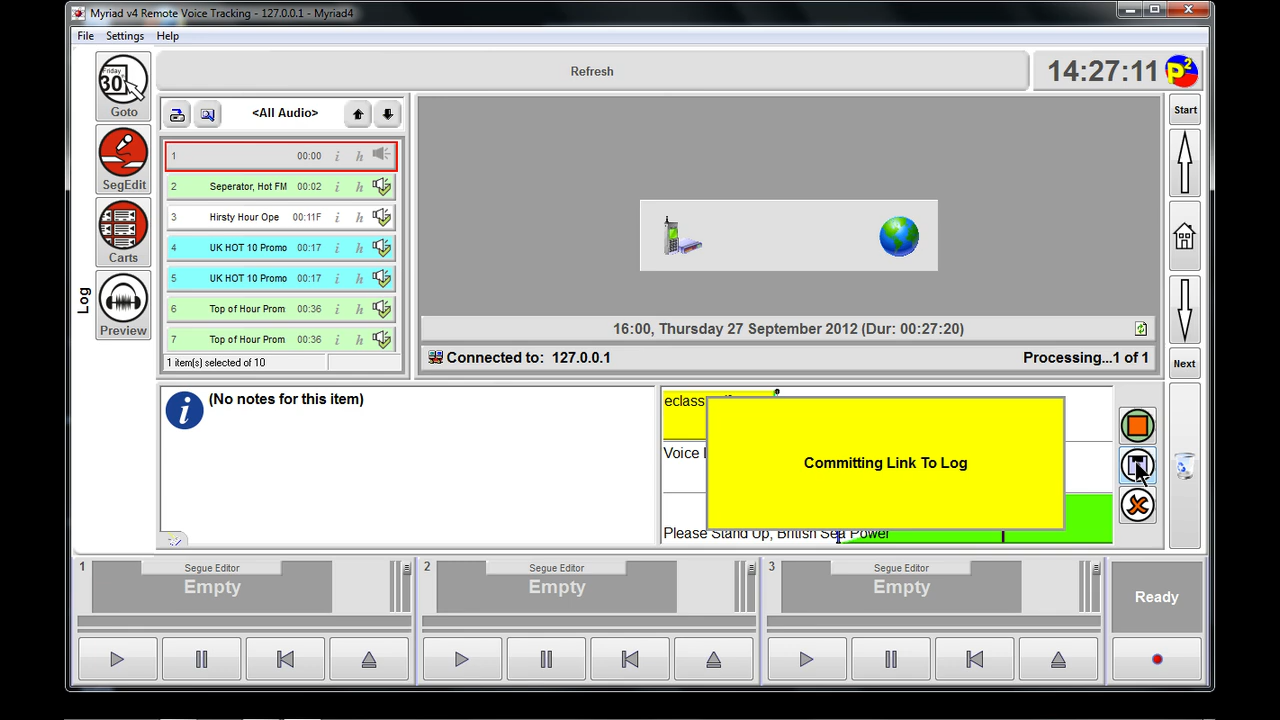 Myriad v4 Remote Voice Tracking - 127.0.0.1 - Myriad4
File Settings Help
Log
Friday
30
Goto
SegEdit
Carts
Preview
Refresh
14:27:11 P²
<All Audio>
1 00:00 i h
2 Seperator, Hot FM 00:02 i h
3 Hirsty Hour Ope 00:11F i h
4 UK HOT 10 Promo 00:17 i h
5 UK HOT 10 Promo 00:17 i h
6 Top of Hour Prom 00:36 i h
7 Top of Hour Prom 00:36 i h
1 item(s) selected of 10
16:00, Thursday 27 September 2012 (Dur: 00:27:20)
Connected to: 127.0.0.1 Processing...1 of 1
Start
Next
(No notes for this item)
eclass
Voice
Committing Link To Log
Please Stand Up, British Sea Power
1 Segue Editor
Empty
2 Segue Editor
Empty
3 Segue Editor
Empty
Ready